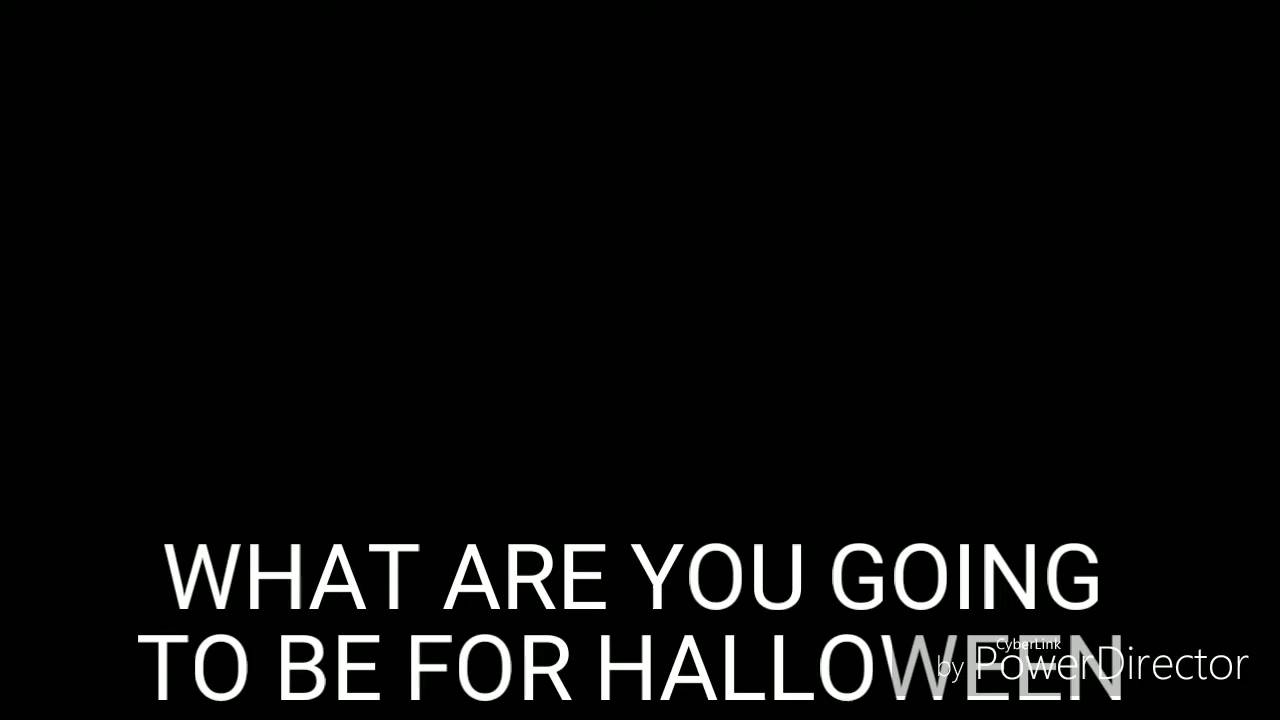 WHAT ARE YOU GOING
TO BE FOR HALLOWEEN
CyberLink
by PowerDirector